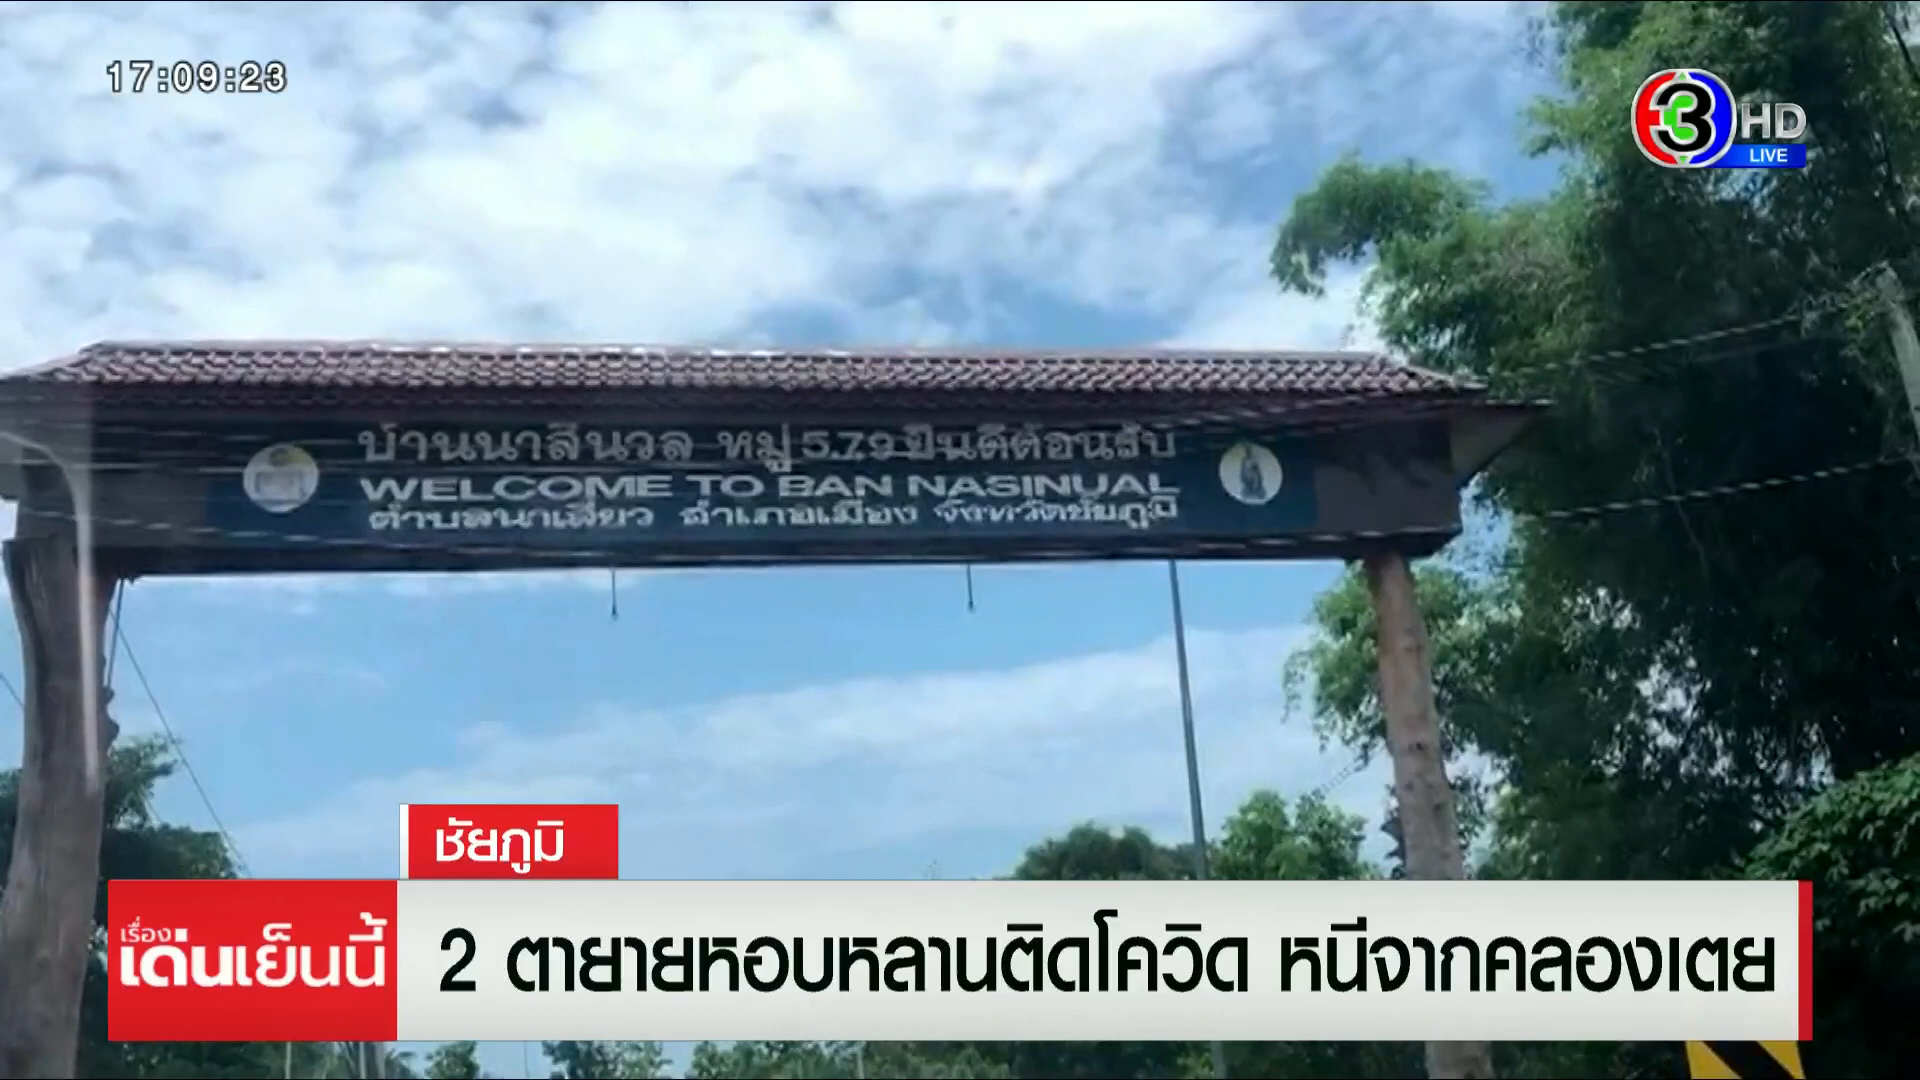 17:09:23
3 HD
LIVE
บ้านนาสีนวล หมู่ 5,7,9 ยินดีต้อนรับ
WELCOME TO BAN NASINUAL
ตำบลนาเสียว อำเภอเมือง จังหวัดชัยภูมิ
ชัยภูมิ
เรื่อง
เด่นเย็นนี้
2 ตายายหอบหลานติดโควิด หนีจากคลองเตย